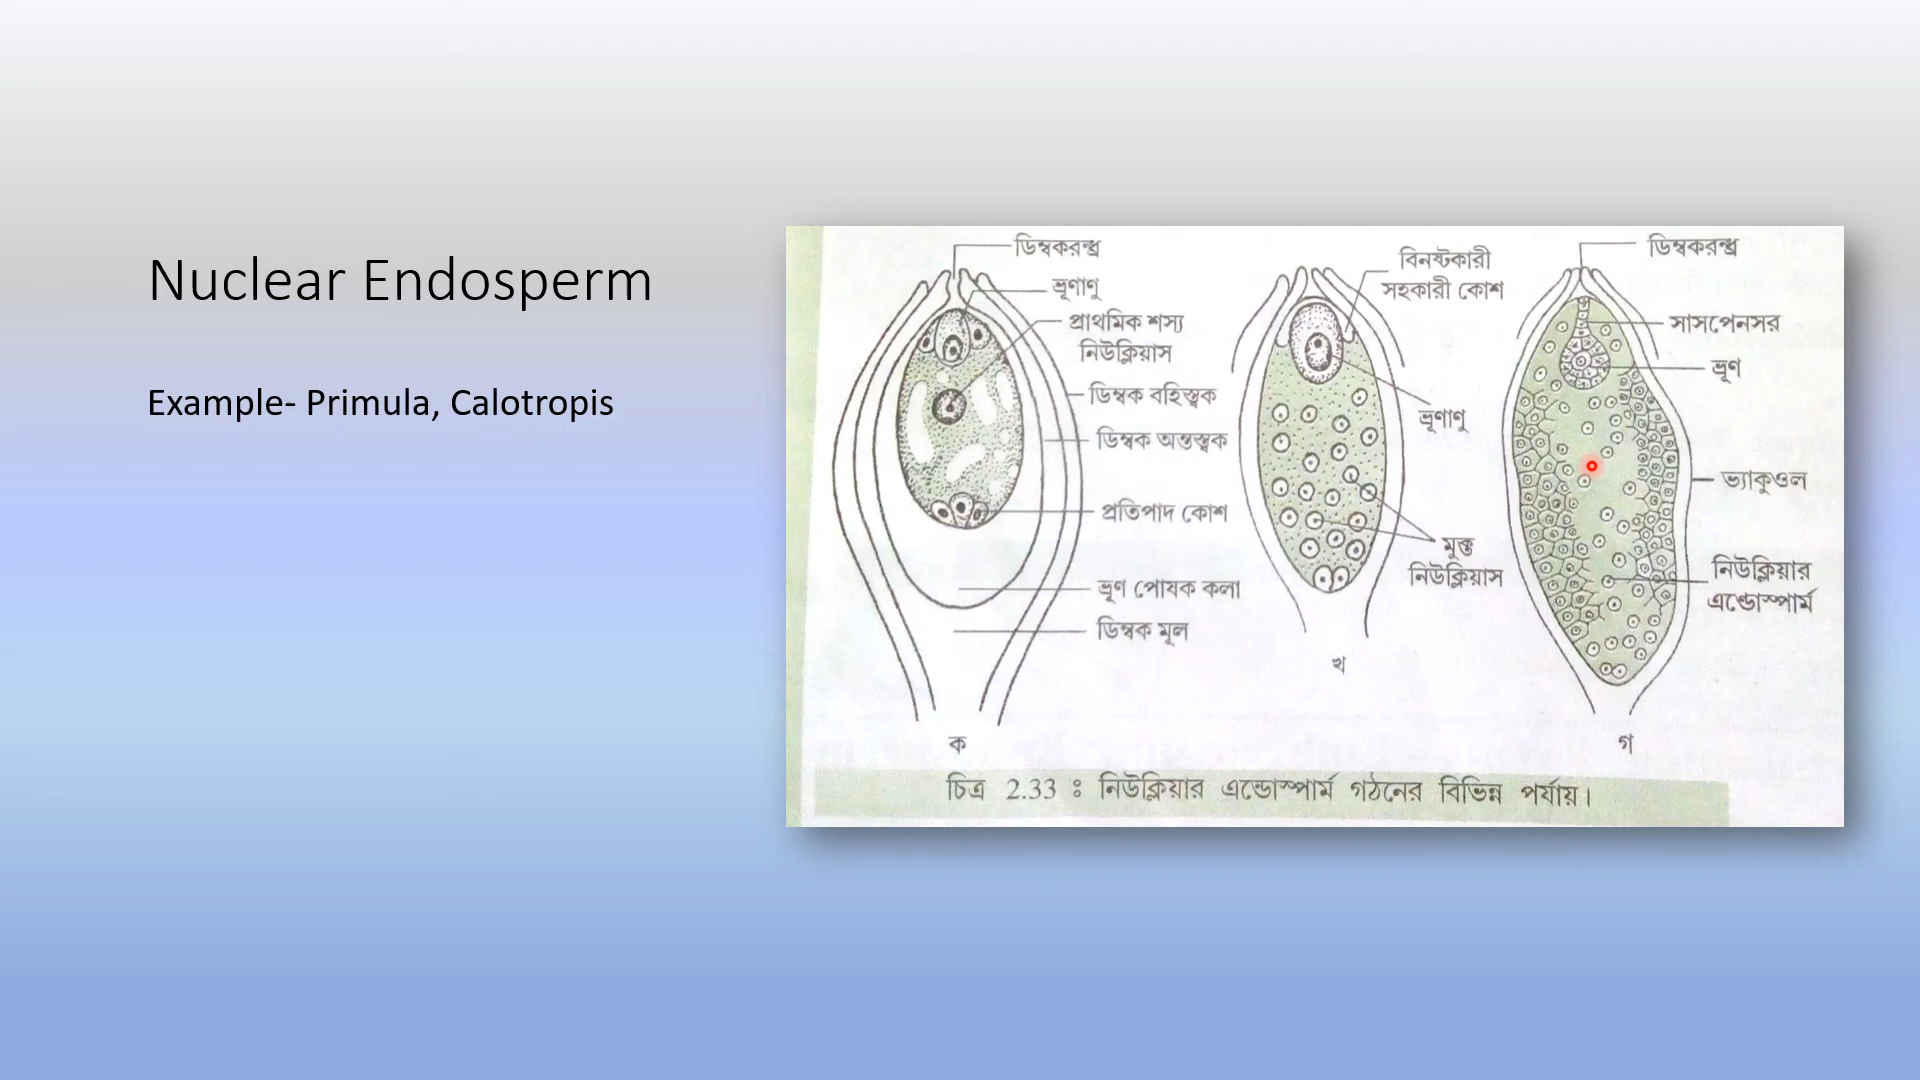 Nuclear Endosperm
Example- Primula, Calotropis
ডিম্বকরন্ধ্র
ভ্রূণাণু
প্রাথমিক শস্য
নিউক্লিয়াস
ডিম্বক বহিস্ত্বক
ডিম্বক অন্তস্ত্বক
প্রতিপাদ কোশ
ভ্রূণ পোষক কলা
ডিম্বক মূল
ক
বিনষ্টকারী
সহকারী কোশ
ভ্রূণাণু
মুক্ত
নিউক্লিয়াস
খ
ডিম্বকরন্ধ্র
সাসপেনসর
ভ্রূণ
ভ্যাকুওল
নিউক্লিয়ার
এন্ডোস্পার্ম
গ
চিত্র 2.33 ঃ নিউক্লিয়ার এন্ডোস্পার্ম গঠনের বিভিন্ন পর্যায়।